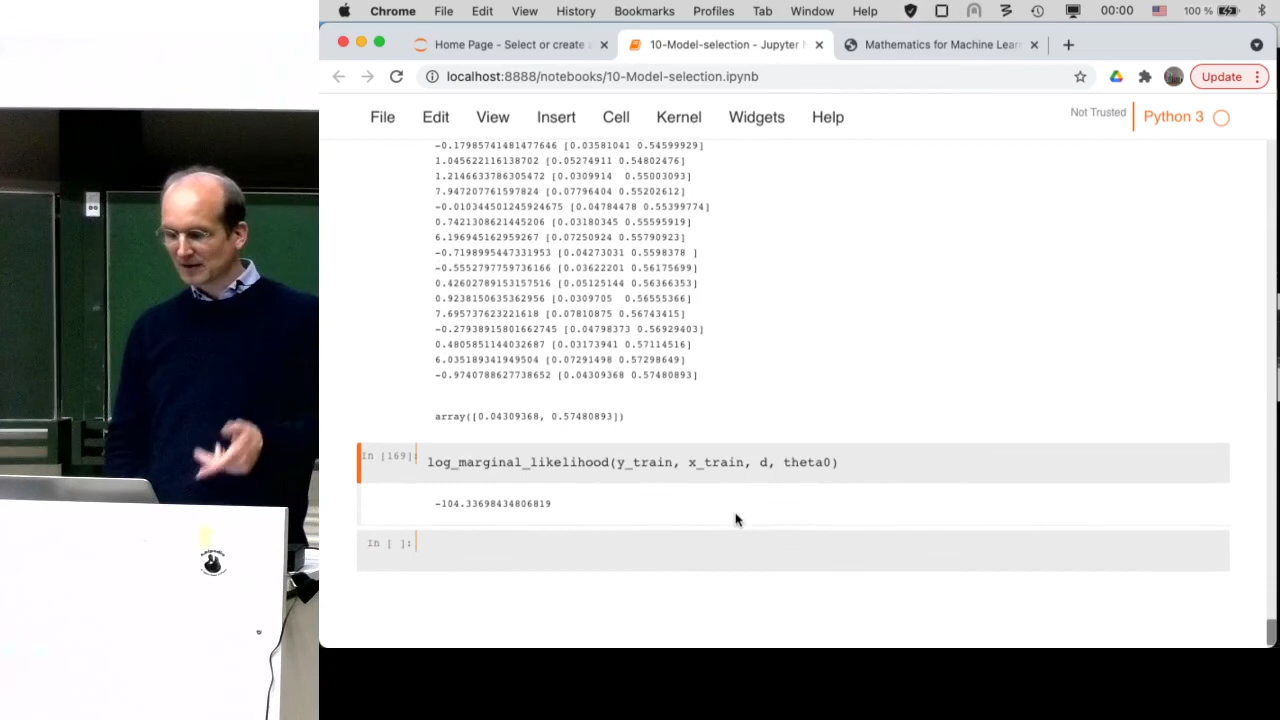 Chrome File Edit View History Bookmarks Profiles Tab Window Help 00:00 100 %
Home Page - Select or create a
10-Model-selection - Jupyter N
Mathematics for Machine Lear
localhost:8888/notebooks/10-Model-selection.ipynb
Update
File Edit View Insert Cell Kernel Widgets Help
Not Trusted
Python 3
-0.17985741481477646 [0.03581041 0.54599929]
1.045622116138702 [0.05274911 0.54802476]
1.2146633786305472 [0.0309914 0.55003093]
7.947207761597824 [0.07796404 0.55202612]
-0.010344501245924675 [0.04784478 0.55399774]
0.7421308621445206 [0.03180345 0.55595919]
6.196945162959267 [0.07250924 0.55790923]
-0.7198995447331953 [0.04273031 0.5598378 ]
-0.5552797759736166 [0.03622201 0.56175699]
0.42602789153157516 [0.05125144 0.56366353]
0.9238150635362956 [0.0309705 0.56555366]
7.695737623221618 [0.07810875 0.56743415]
-0.27938915801662745 [0.04798373 0.56929403]
0.4805851144032687 [0.03173941 0.57114516]
6.035189341949504 [0.07291498 0.57298649]
-0.9740788627738652 [0.04309368 0.57480893]
array([0.04309368, 0.57480893])
In [169]:
log_marginal_likelihood(y_train, x_train, d, theta0)
-104.33698434806819
In [ ]: